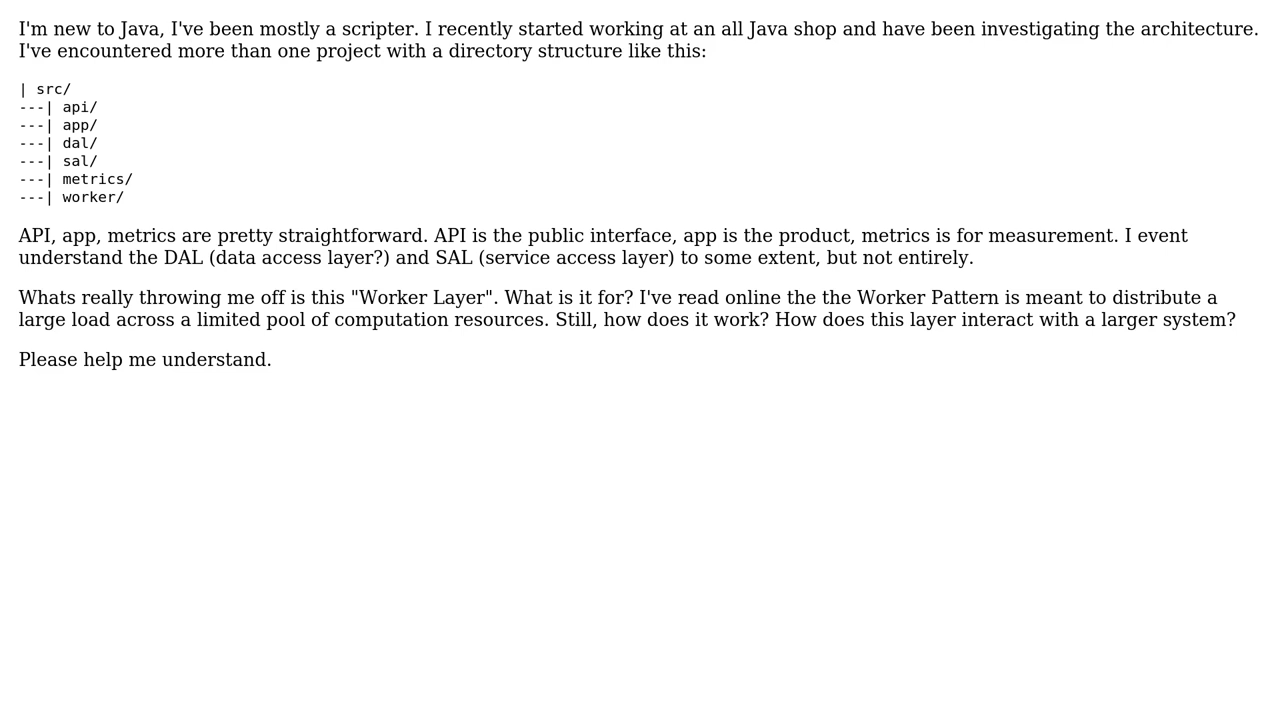 I'm new to Java, I've been mostly a scripter. I recently started working at an all Java shop and have been investigating the architecture.
I've encountered more than one project with a directory structure like this:
| src/
---| api/
---| app/
---| dal/
---| sal/
---| metrics/
---| worker/
API, app, metrics are pretty straightforward. API is the public interface, app is the product, metrics is for measurement. I event
understand the DAL (data access layer?) and SAL (service access layer) to some extent, but not entirely.
Whats really throwing me off is this "Worker Layer". What is it for? I've read online the the Worker Pattern is meant to distribute a
large load across a limited pool of computation resources. Still, how does it work? How does this layer interact with a larger system?
Please help me understand.